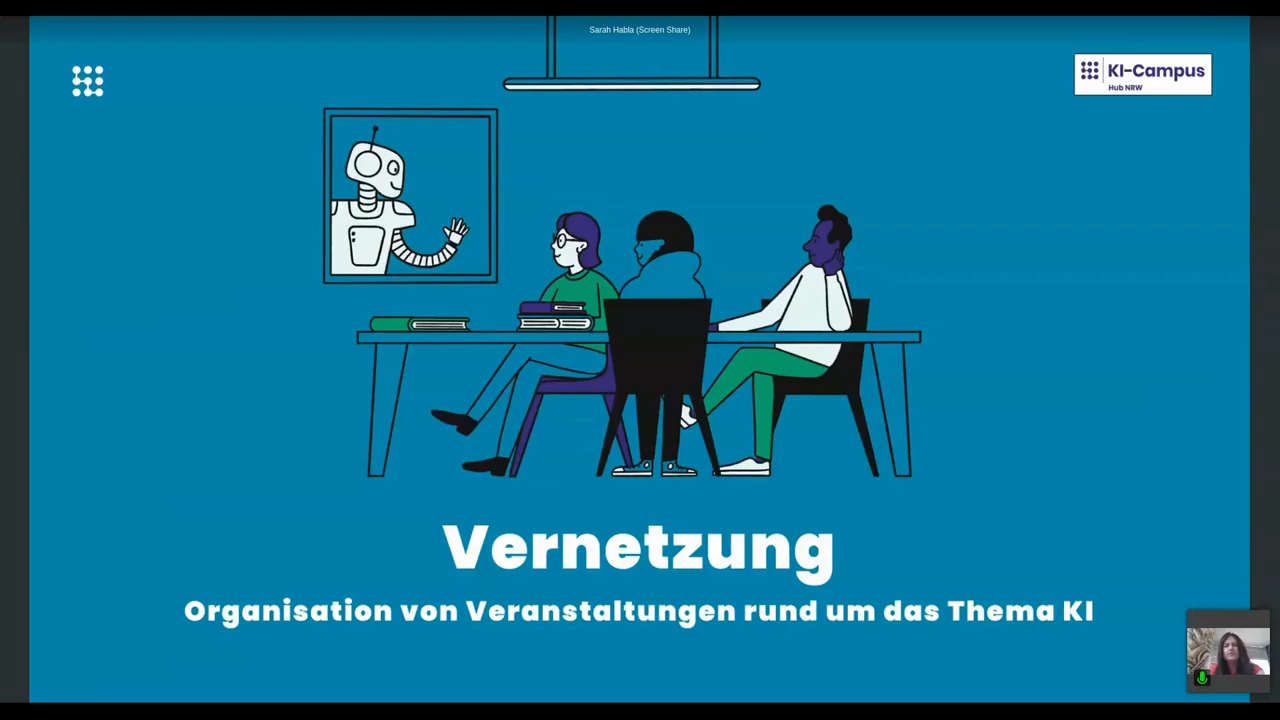 Sarah Habla (Screen Share)
KI-Campus
Hub NRW
Vernetzung
Organisation von Veranstaltungen rund um das Thema KI